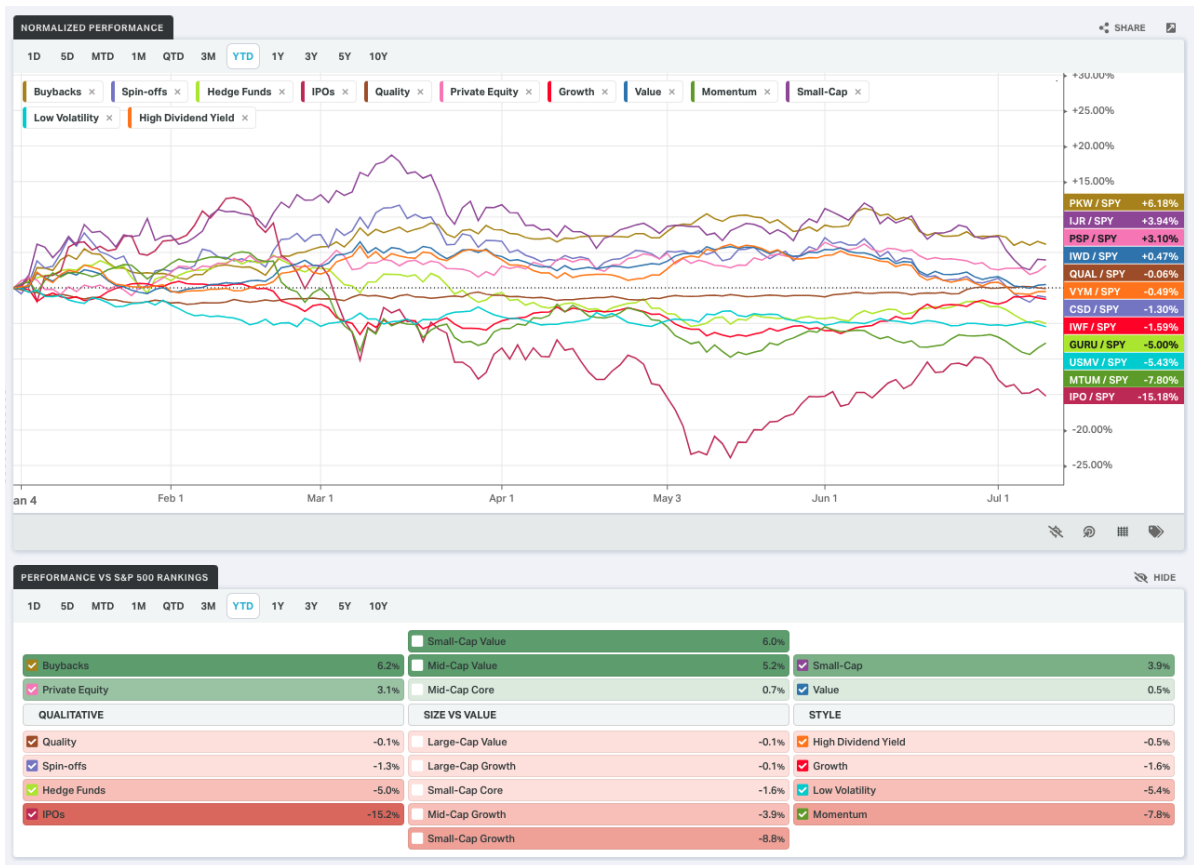 NORMALIZED PERFORMANCE
SHARE
1D 5D MTD 1M QTD 3M YTD 1Y 3Y 5Y 10Y
Buybacks × Spin-offs × Hedge Funds × IPOs × Quality × Private Equity × Growth × Value × Momentum × Small-Cap ×
Low Volatility × High Dividend Yield ×
+30.00%
+25.00%
+20.00%
+15.00%
PKW / SPY +6.18%
IJR / SPY +3.94%
PSP / SPY +3.10%
IWD / SPY +0.47%
QUAL / SPY -0.06%
VYM / SPY -0.49%
CSD / SPY -1.30%
IWF / SPY -1.59%
GURU / SPY -5.00%
USMV / SPY -5.43%
MTUM / SPY -7.80%
IPO / SPY -15.18%
-20.00%
-25.00%
an 4 Feb 1 Mar 1 Apr 1 May 3 Jun 1 Jul 1
PERFORMANCE VS S&P 500 RANKINGS
HIDE
1D 5D MTD 1M QTD 3M YTD 1Y 3Y 5Y 10Y
Small-Cap Value 6.0%
Buybacks 6.2% Mid-Cap Value 5.2% Small-Cap 3.9%
Private Equity 3.1% Mid-Cap Core 0.7% Value 0.5%
QUALITATIVE SIZE VS VALUE STYLE
Quality -0.1% Large-Cap Value -0.1% High Dividend Yield -0.5%
Spin-offs -1.3% Large-Cap Growth -0.1% Growth -1.6%
Hedge Funds -5.0% Small-Cap Core -1.6% Low Volatility -5.4%
IPOs -15.2% Mid-Cap Growth -3.9% Momentum -7.8%
Small-Cap Growth -8.8%